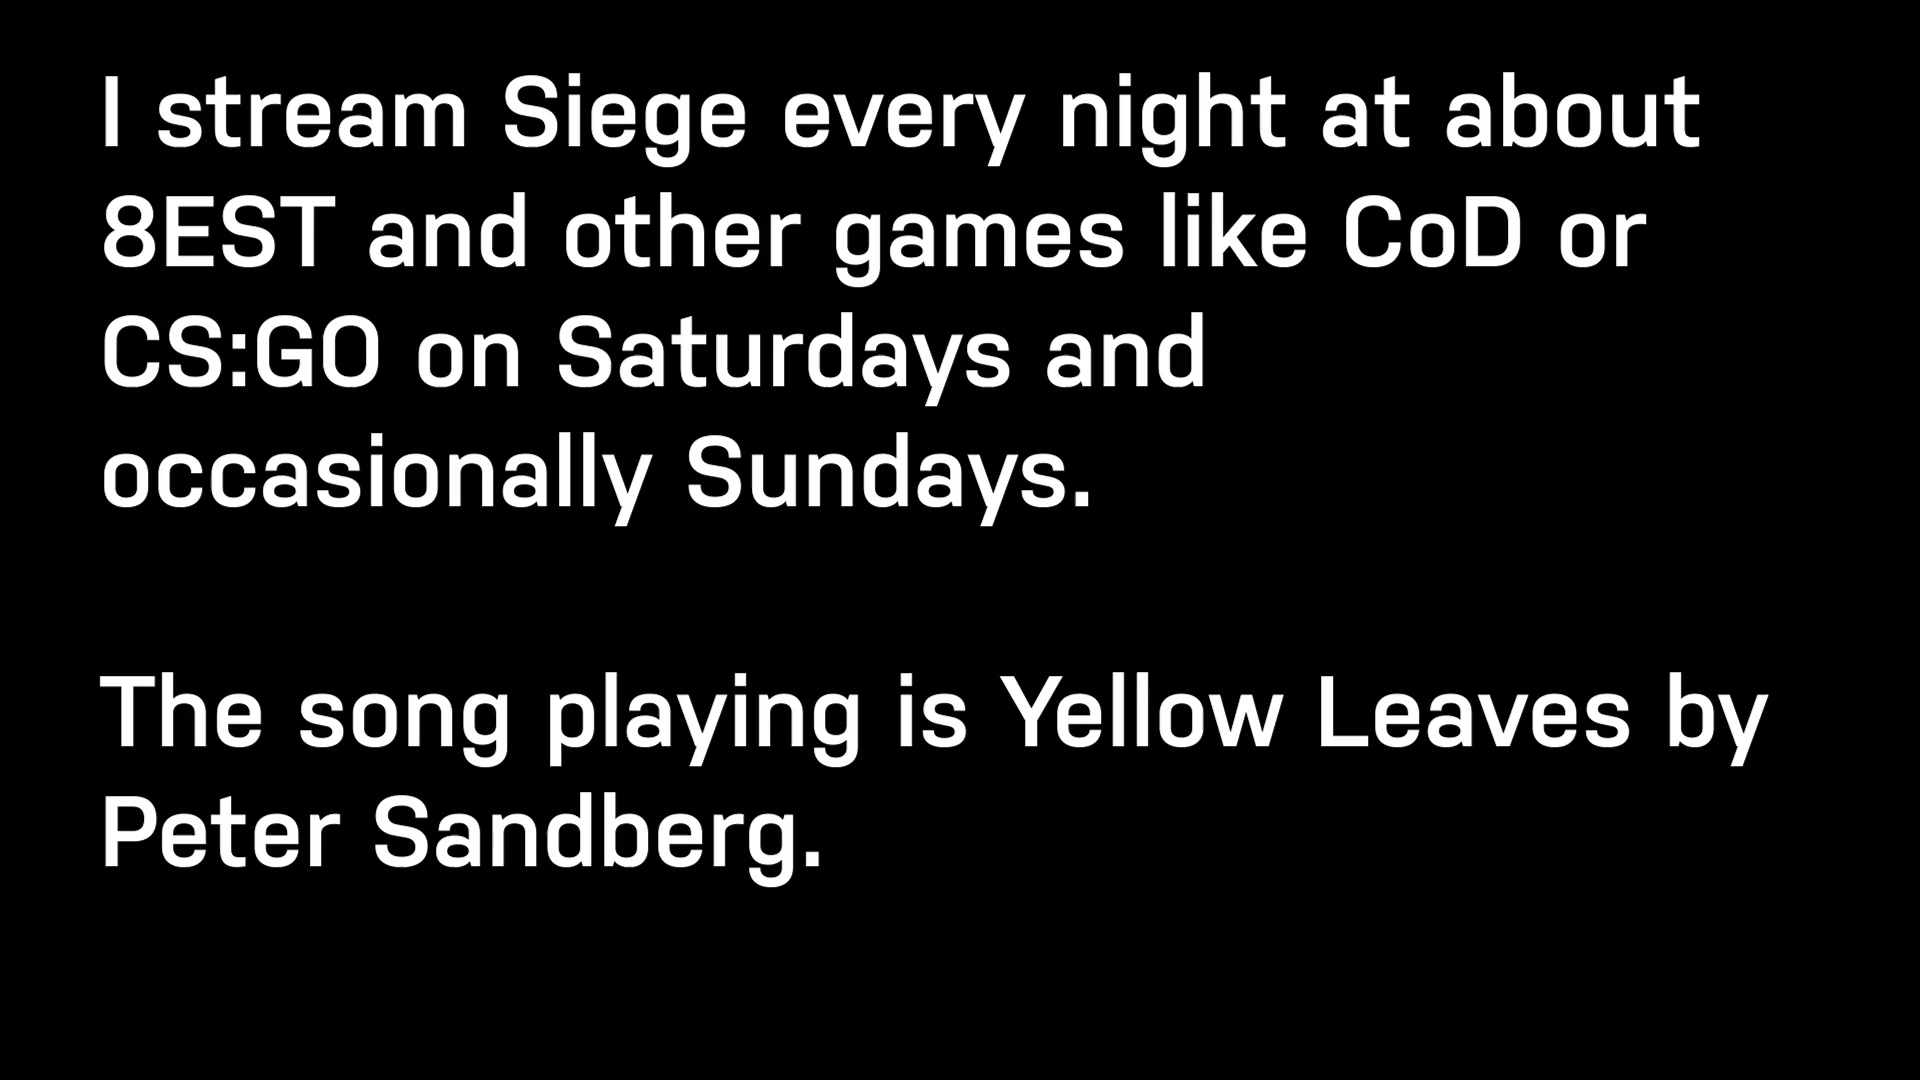 I stream Siege every night at about
8EST and other games like CoD or
CS:GO on Saturdays and
occasionally Sundays.
The song playing is Yellow Leaves by
Peter Sandberg.